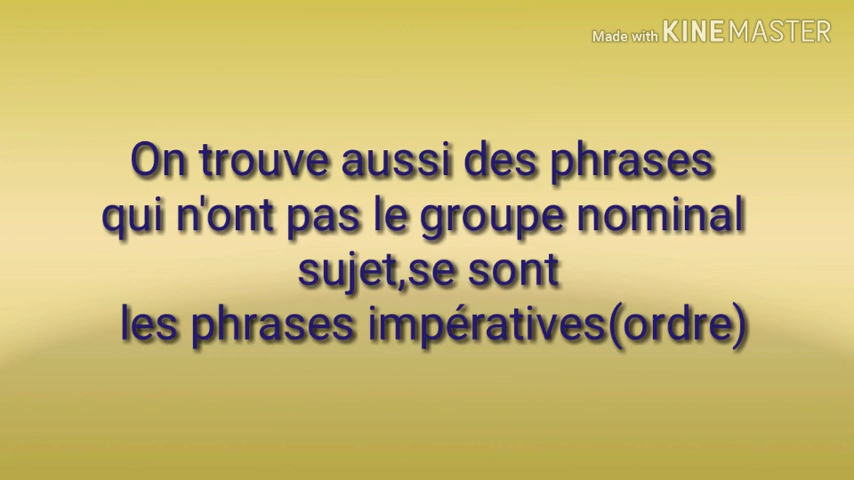 Made with KINEMASTER
On trouve aussi des phrases
qui n'ont pas le groupe nominal
sujet,se sont
les phrases impératives(ordre)